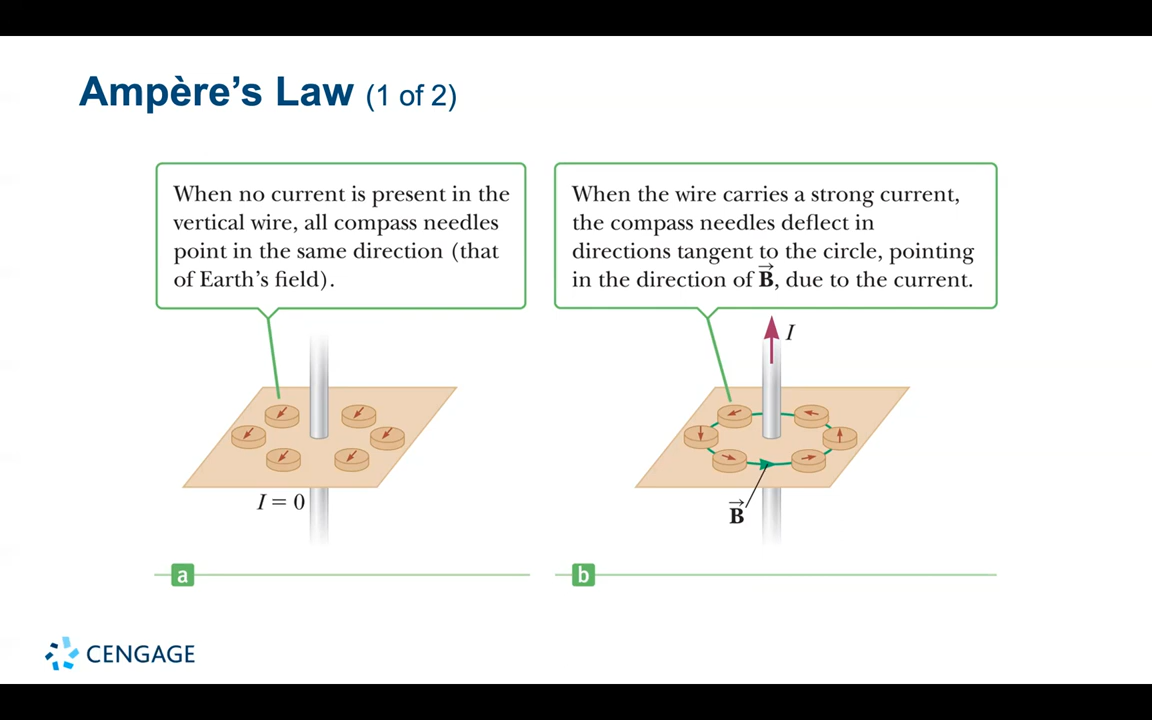 Ampère’s Law (1 of 2)
When no current is present in the
vertical wire, all compass needles
point in the same direction (that
of Earth’s field).
When the wire carries a strong current,
the compass needles deflect in
directions tangent to the circle, pointing
in the direction of B⃗, due to the current.
I
I = 0
B⃗
a
b
CENGAGE